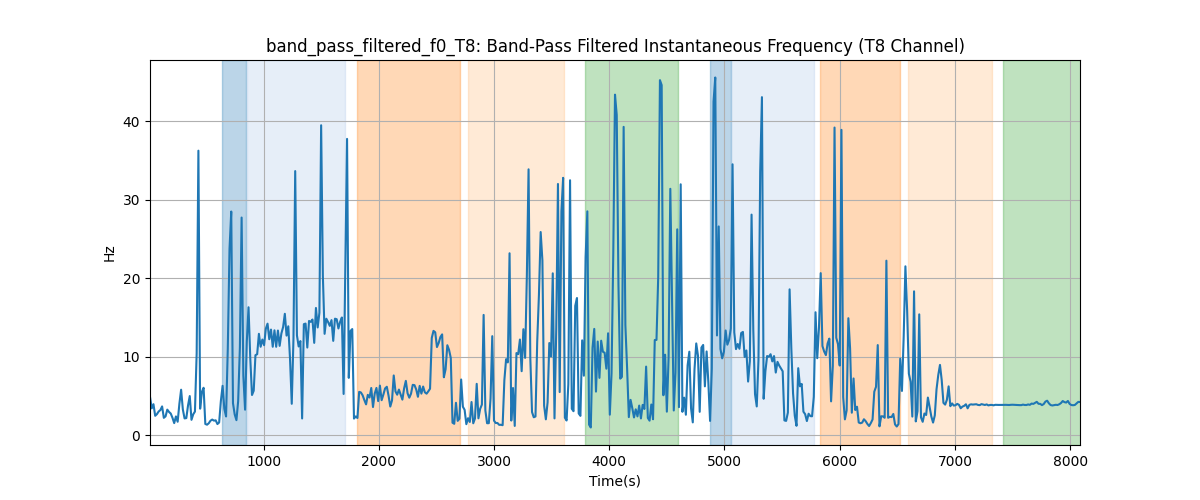 band_pass_filtered_f0_T8: Band-Pass Filtered Instantaneous Frequency (T8 Channel)
Hz
40
30
20
10
0
1000 2000 3000 4000 5000 6000 7000 8000
Time(s)